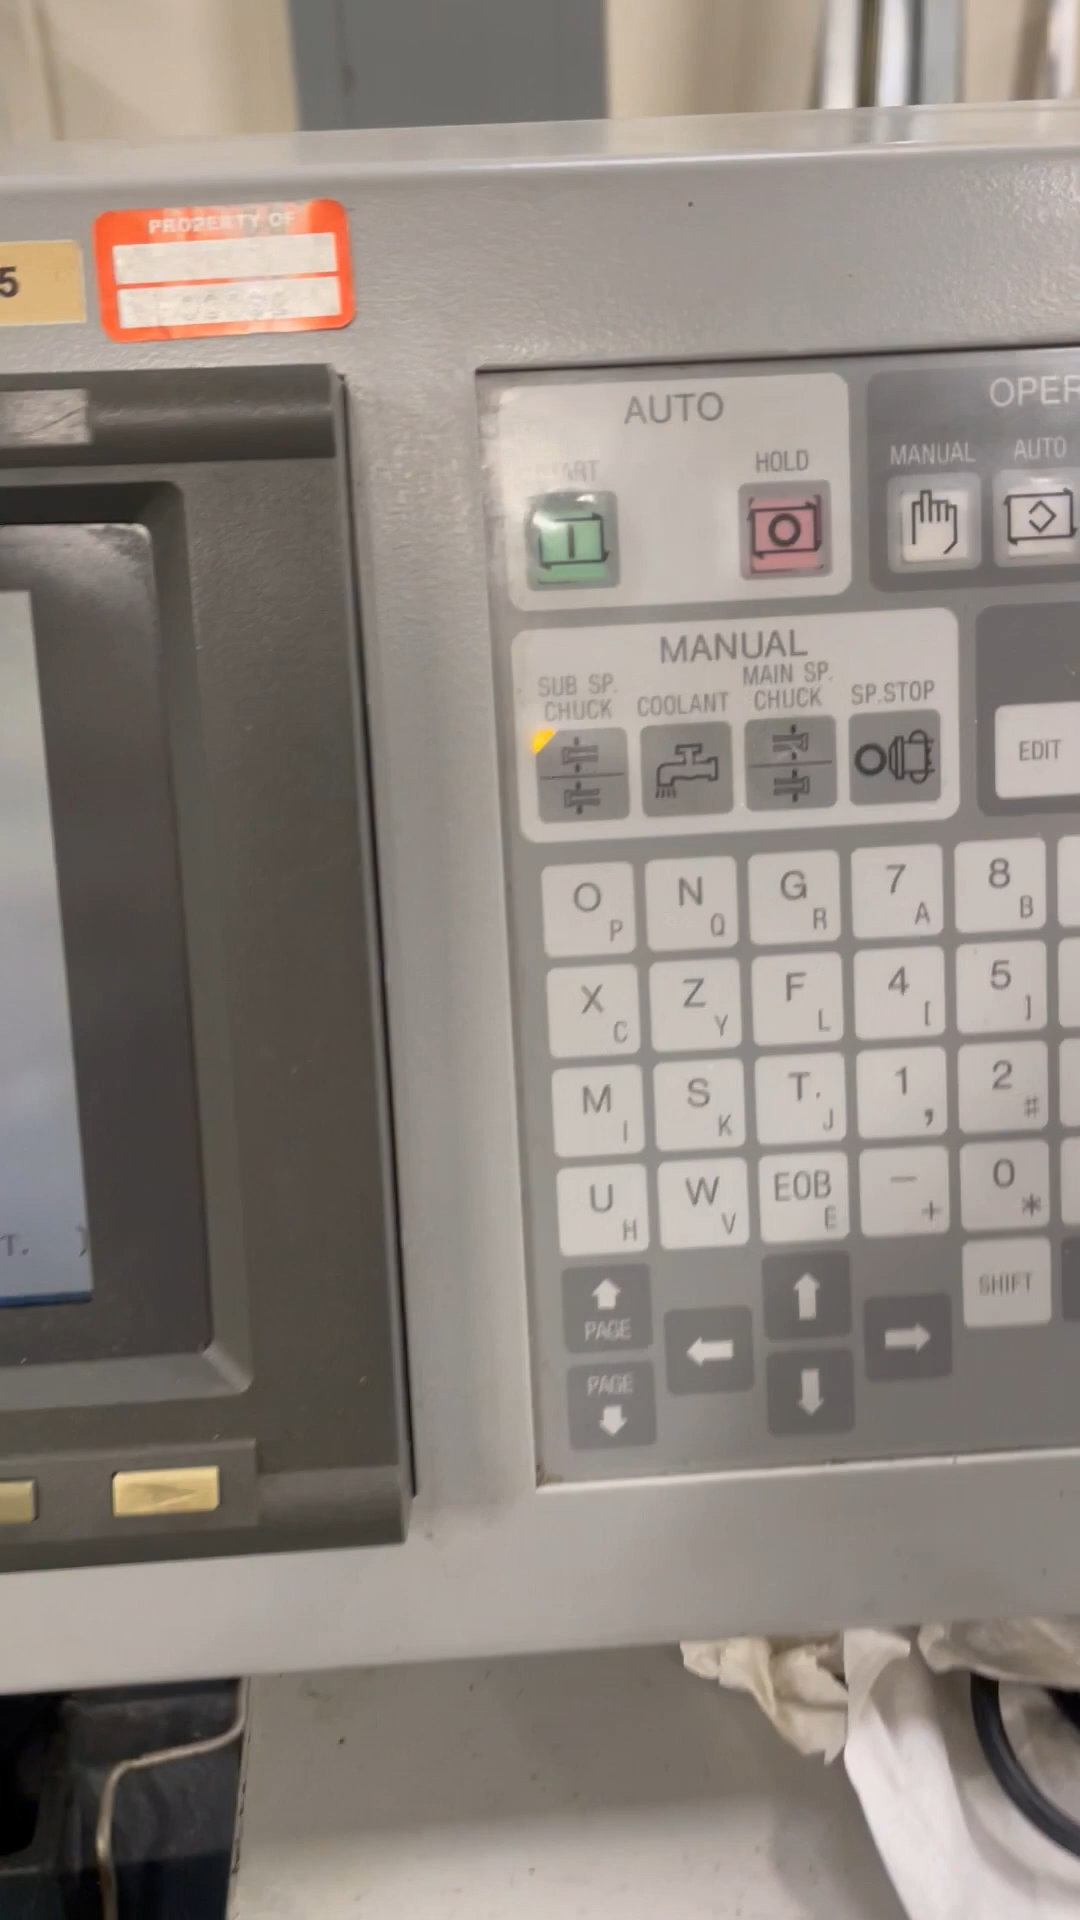 PROPERTY OF
5
AUTO
HOLD
MANUAL
AUTO
MANUAL
SUB SP.
CHUCK
COOLANT
MAIN SP.
CHUCK
SP.STOP
EDIT
O P
N Q
G R
7 A
8 B
X C
Z Y
F L
4 [
5 ]
M I
S K
T. J
1 ,
2 #
U H
W V
EOB E
- +
0 *
T. )
PAGE
SHIFT
PAGE